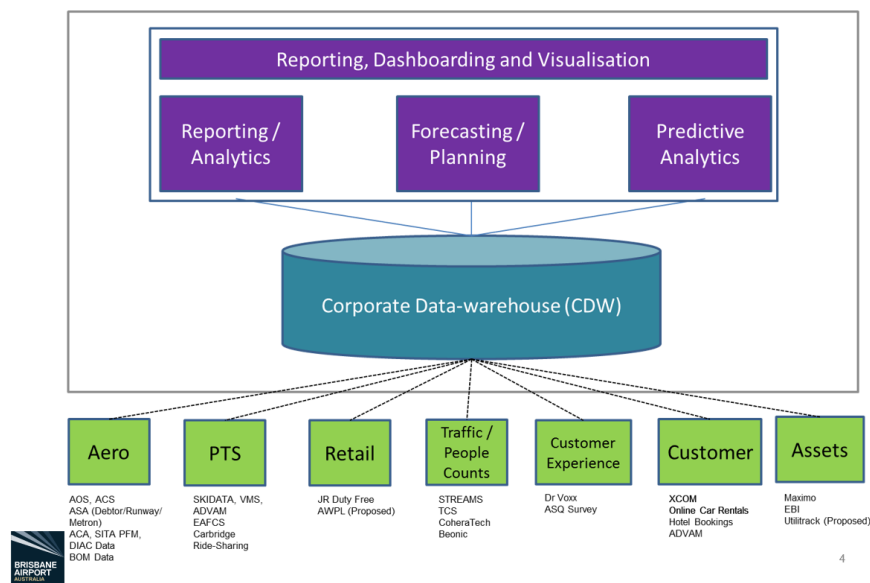 Reporting, Dashboarding and Visualisation
Reporting /
Analytics
Forecasting /
Planning
Predictive
Analytics
Corporate Data-warehouse (CDW)
Aero
AOS, ACS
ASA (Debtor/Runway/
Metron)
ACA, SITA PFM,
DIAC Data
BOM Data
PTS
SKIDATA, VMS,
ADVAM
EAFCS
Carbridge
Ride-Sharing
Retail
JR Duty Free
AWPL (Proposed)
Traffic /
People
Counts
STREAMS
TCS
CoheraTech
Beonic
Customer
Experience
Dr Voxx
ASQ Survey
Customer
XCOM
Online Car Rentals
Hotel Bookings
ADVAM
Assets
Maximo
EBI
Utilitrack (Proposed)
BRISBANE
AIRPORT
AUSTRALIA
4